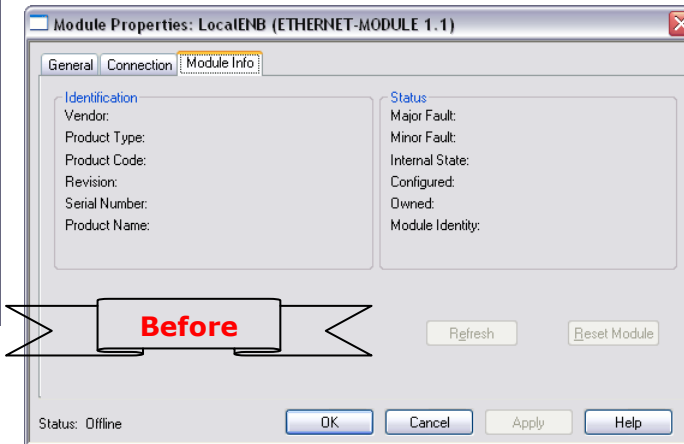 Module Properties: LocalENB (ETHERNET-MODULE 1.1)
General Connection Module Info
Identification
Vendor:
Product Type:
Product Code:
Revision:
Serial Number:
Product Name:
Status
Major Fault:
Minor Fault:
Internal State:
Configured:
Owned:
Module Identity:
Before
Refresh Reset Module
Status: Offline OK Cancel Apply Help